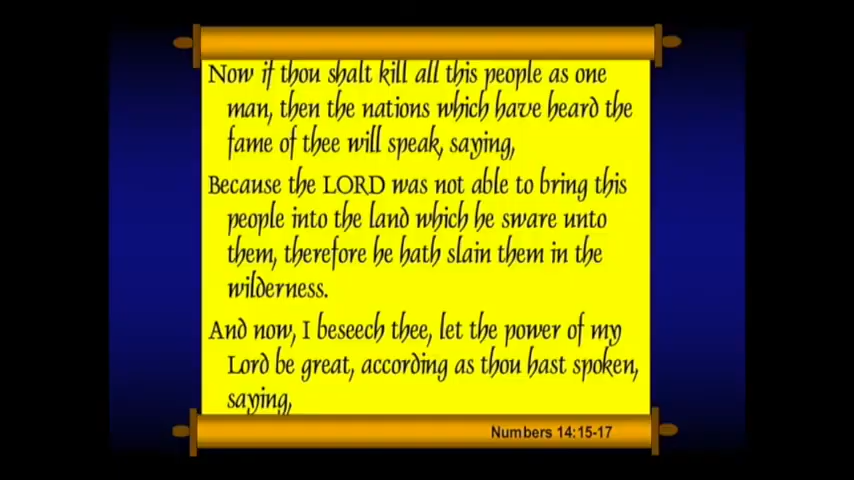 Now if thou shalt kill all this people as one
man, then the nations which have heard the
fame of thee will speak, saying,
Because the LORD was not able to bring this
people into the land which he sware unto
them, therefore he hath slain them in the
wilderness.
And now, I beseech thee, let the power of my
Lord be great, according as thou hast spoken,
saying,
Numbers 14:15-17